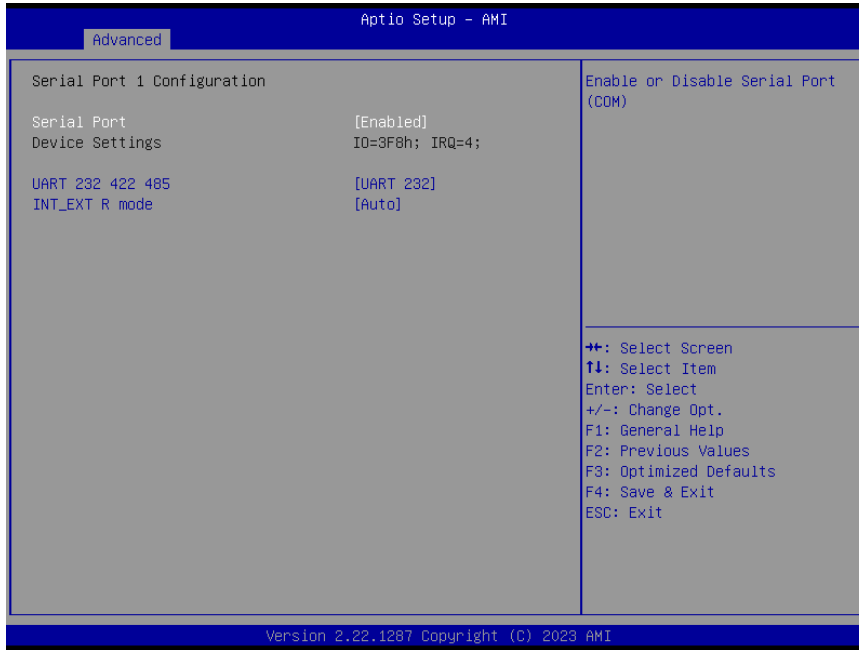 Aptio Setup – AMI
Advanced
Serial Port 1 Configuration
Serial Port [Enabled]
Device Settings IO=3F8h; IRQ=4;
UART 232 422 485 [UART 232]
INT_EXT R mode [Auto]
Enable or Disable Serial Port
(COM)
→←: Select Screen
↑↓: Select Item
Enter: Select
+/-: Change Opt.
F1: General Help
F2: Previous Values
F3: Optimized Defaults
F4: Save & Exit
ESC: Exit
Version 2.22.1287 Copyright (C) 2023 AMI